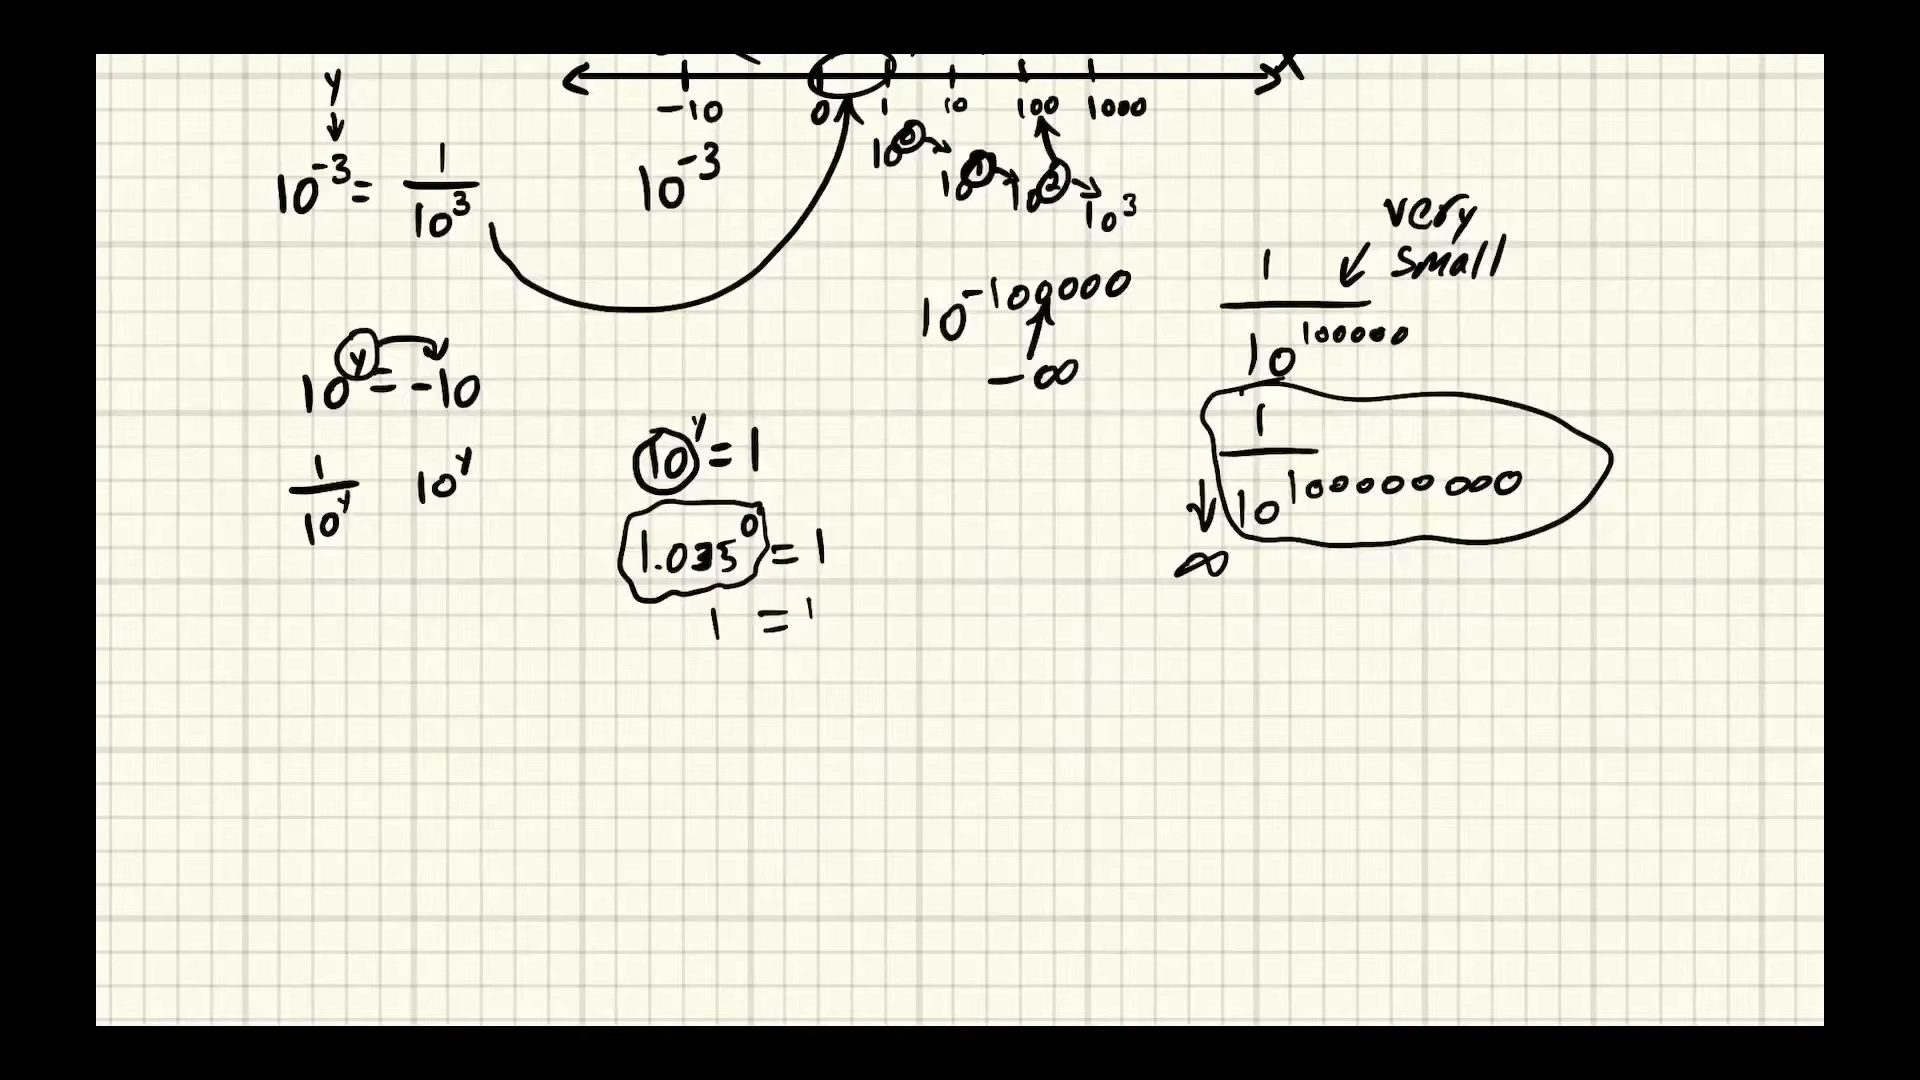 x
-10 0 1 10 100 1000
y
10^-3 = 1/10^3
10^-3
10^0 10^1 10^2 10^3
very
small
10^-100000
-∞
1/10^100000
10^y = -10
1/10^y 10^y
10^y = 1
1.035^0 = 1
1 = 1
1/10^100000000
∞